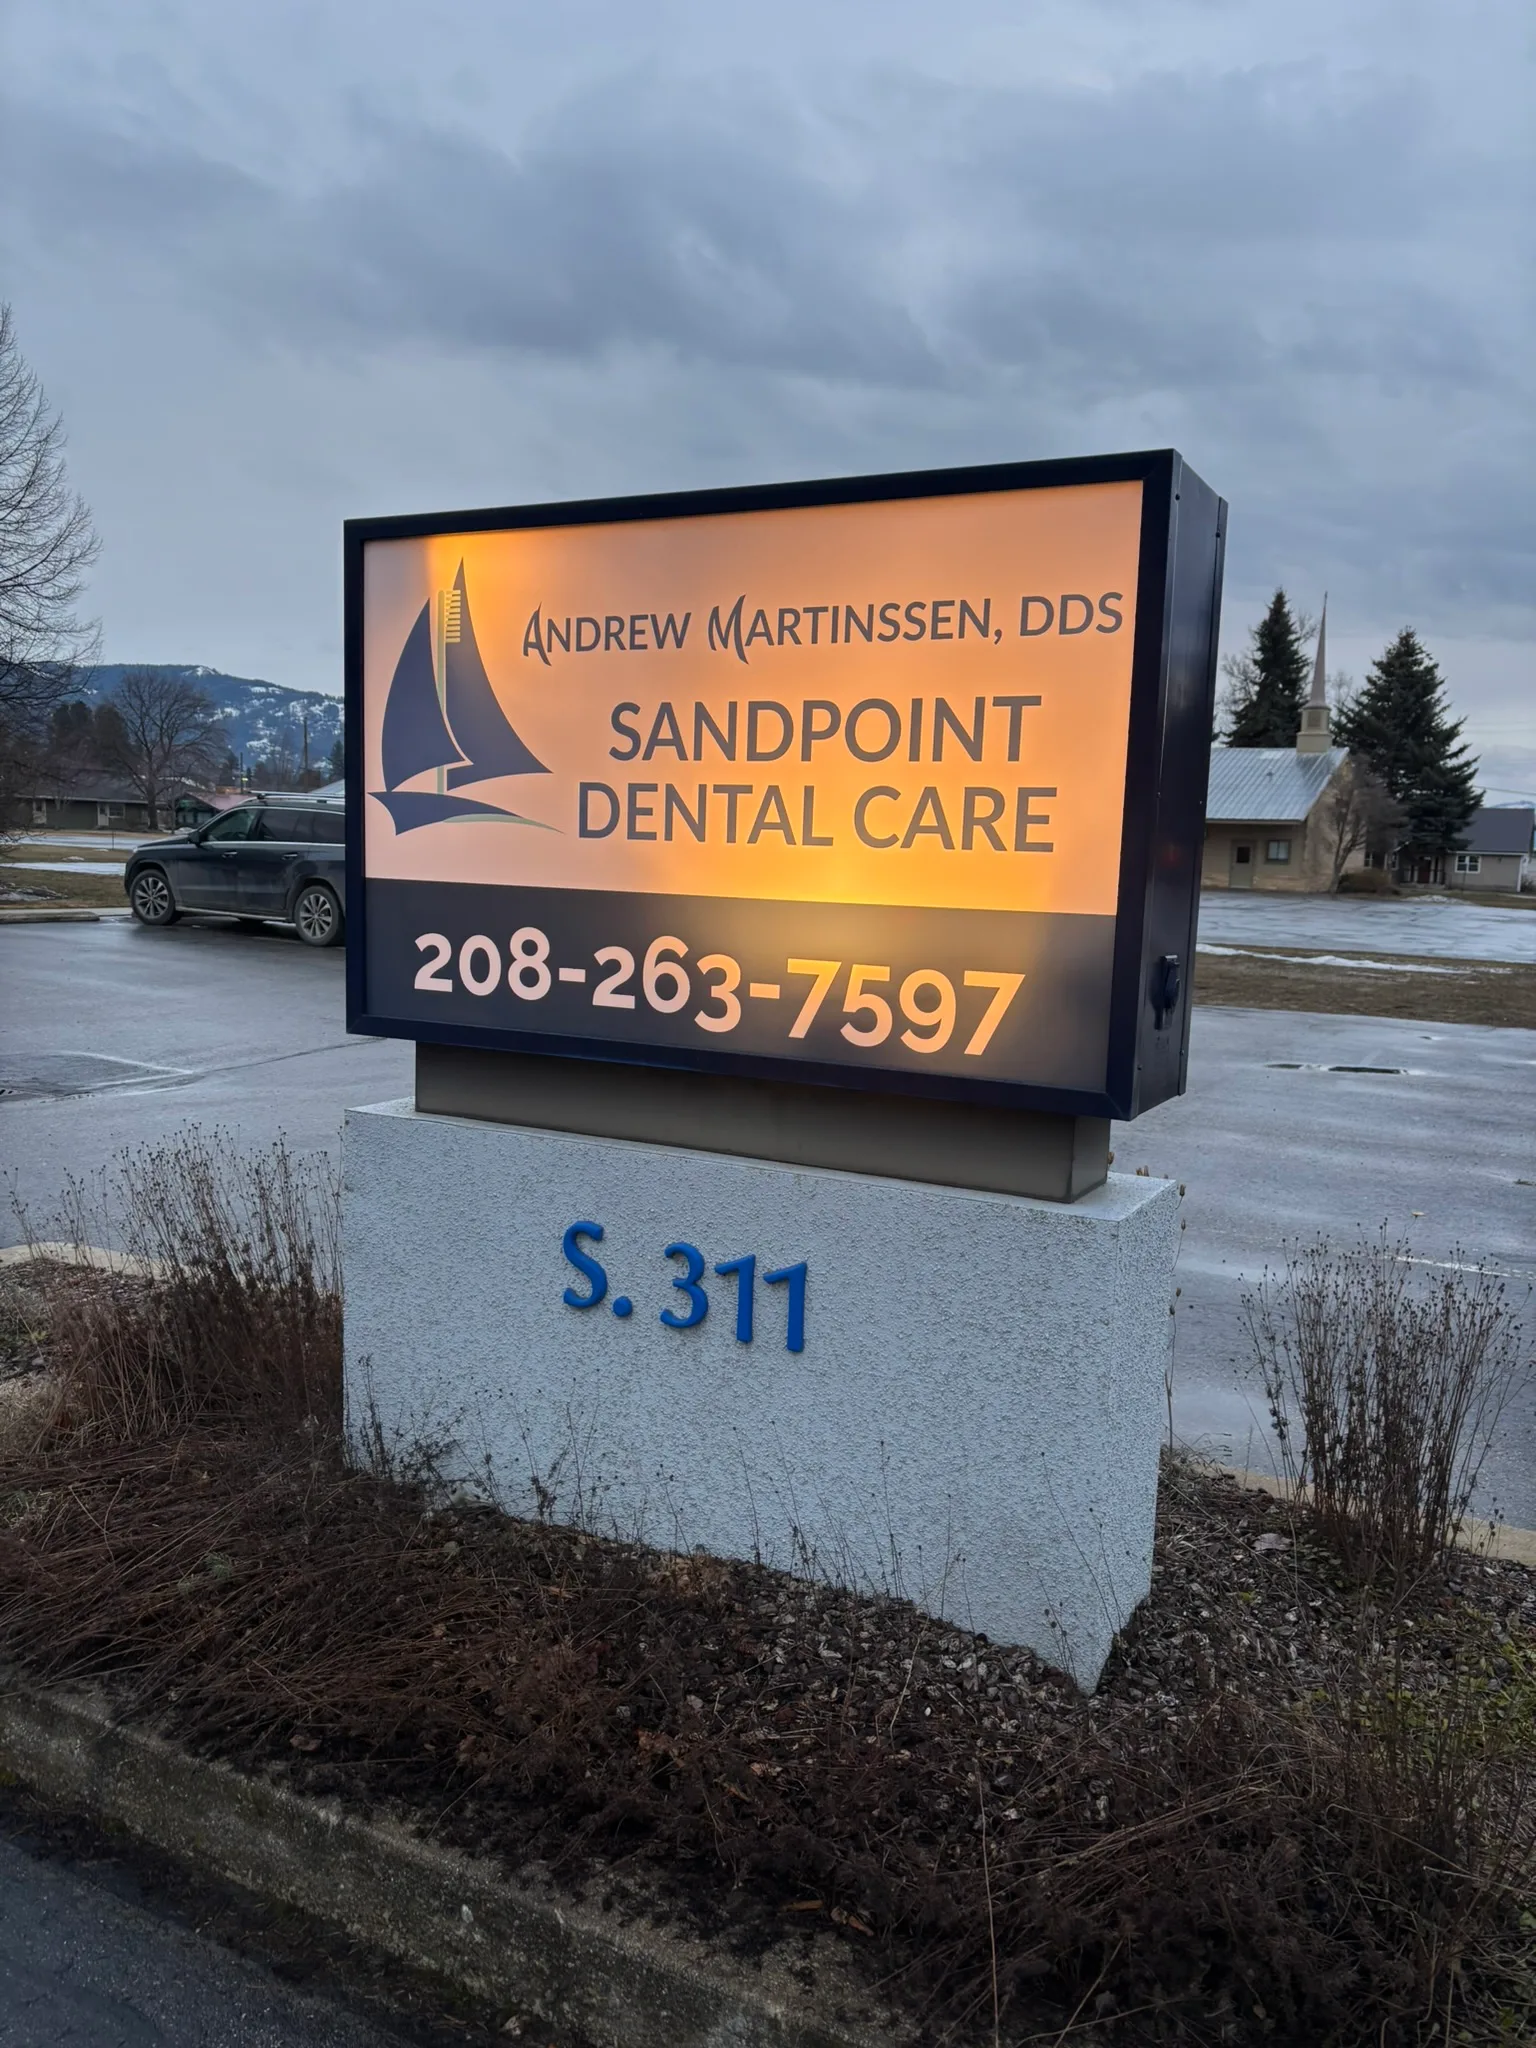 Andrew Martinssen, DDS
SANDPOINT
DENTAL CARE
208-263-7597
S. 311